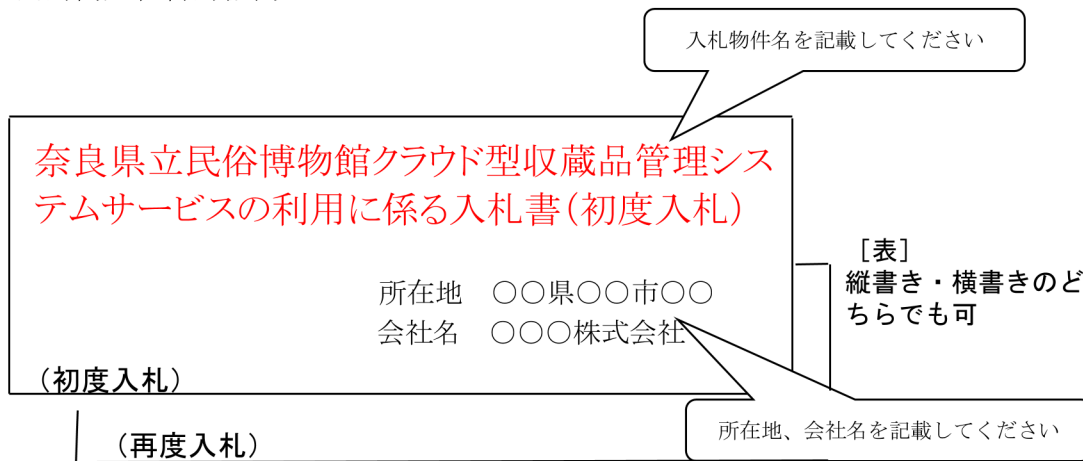 入札物件名を記載してください
奈良県立民俗博物館クラウド型収蔵品管理シス
テムサービスの利用に係る入札書(初度入札)
[表]
縦書き・横書きのど
ちらでも可
所在地　〇〇県〇〇市〇〇
会社名　〇〇〇株式会社
(初度入札)
所在地、会社名を記載してください
(再度入札)